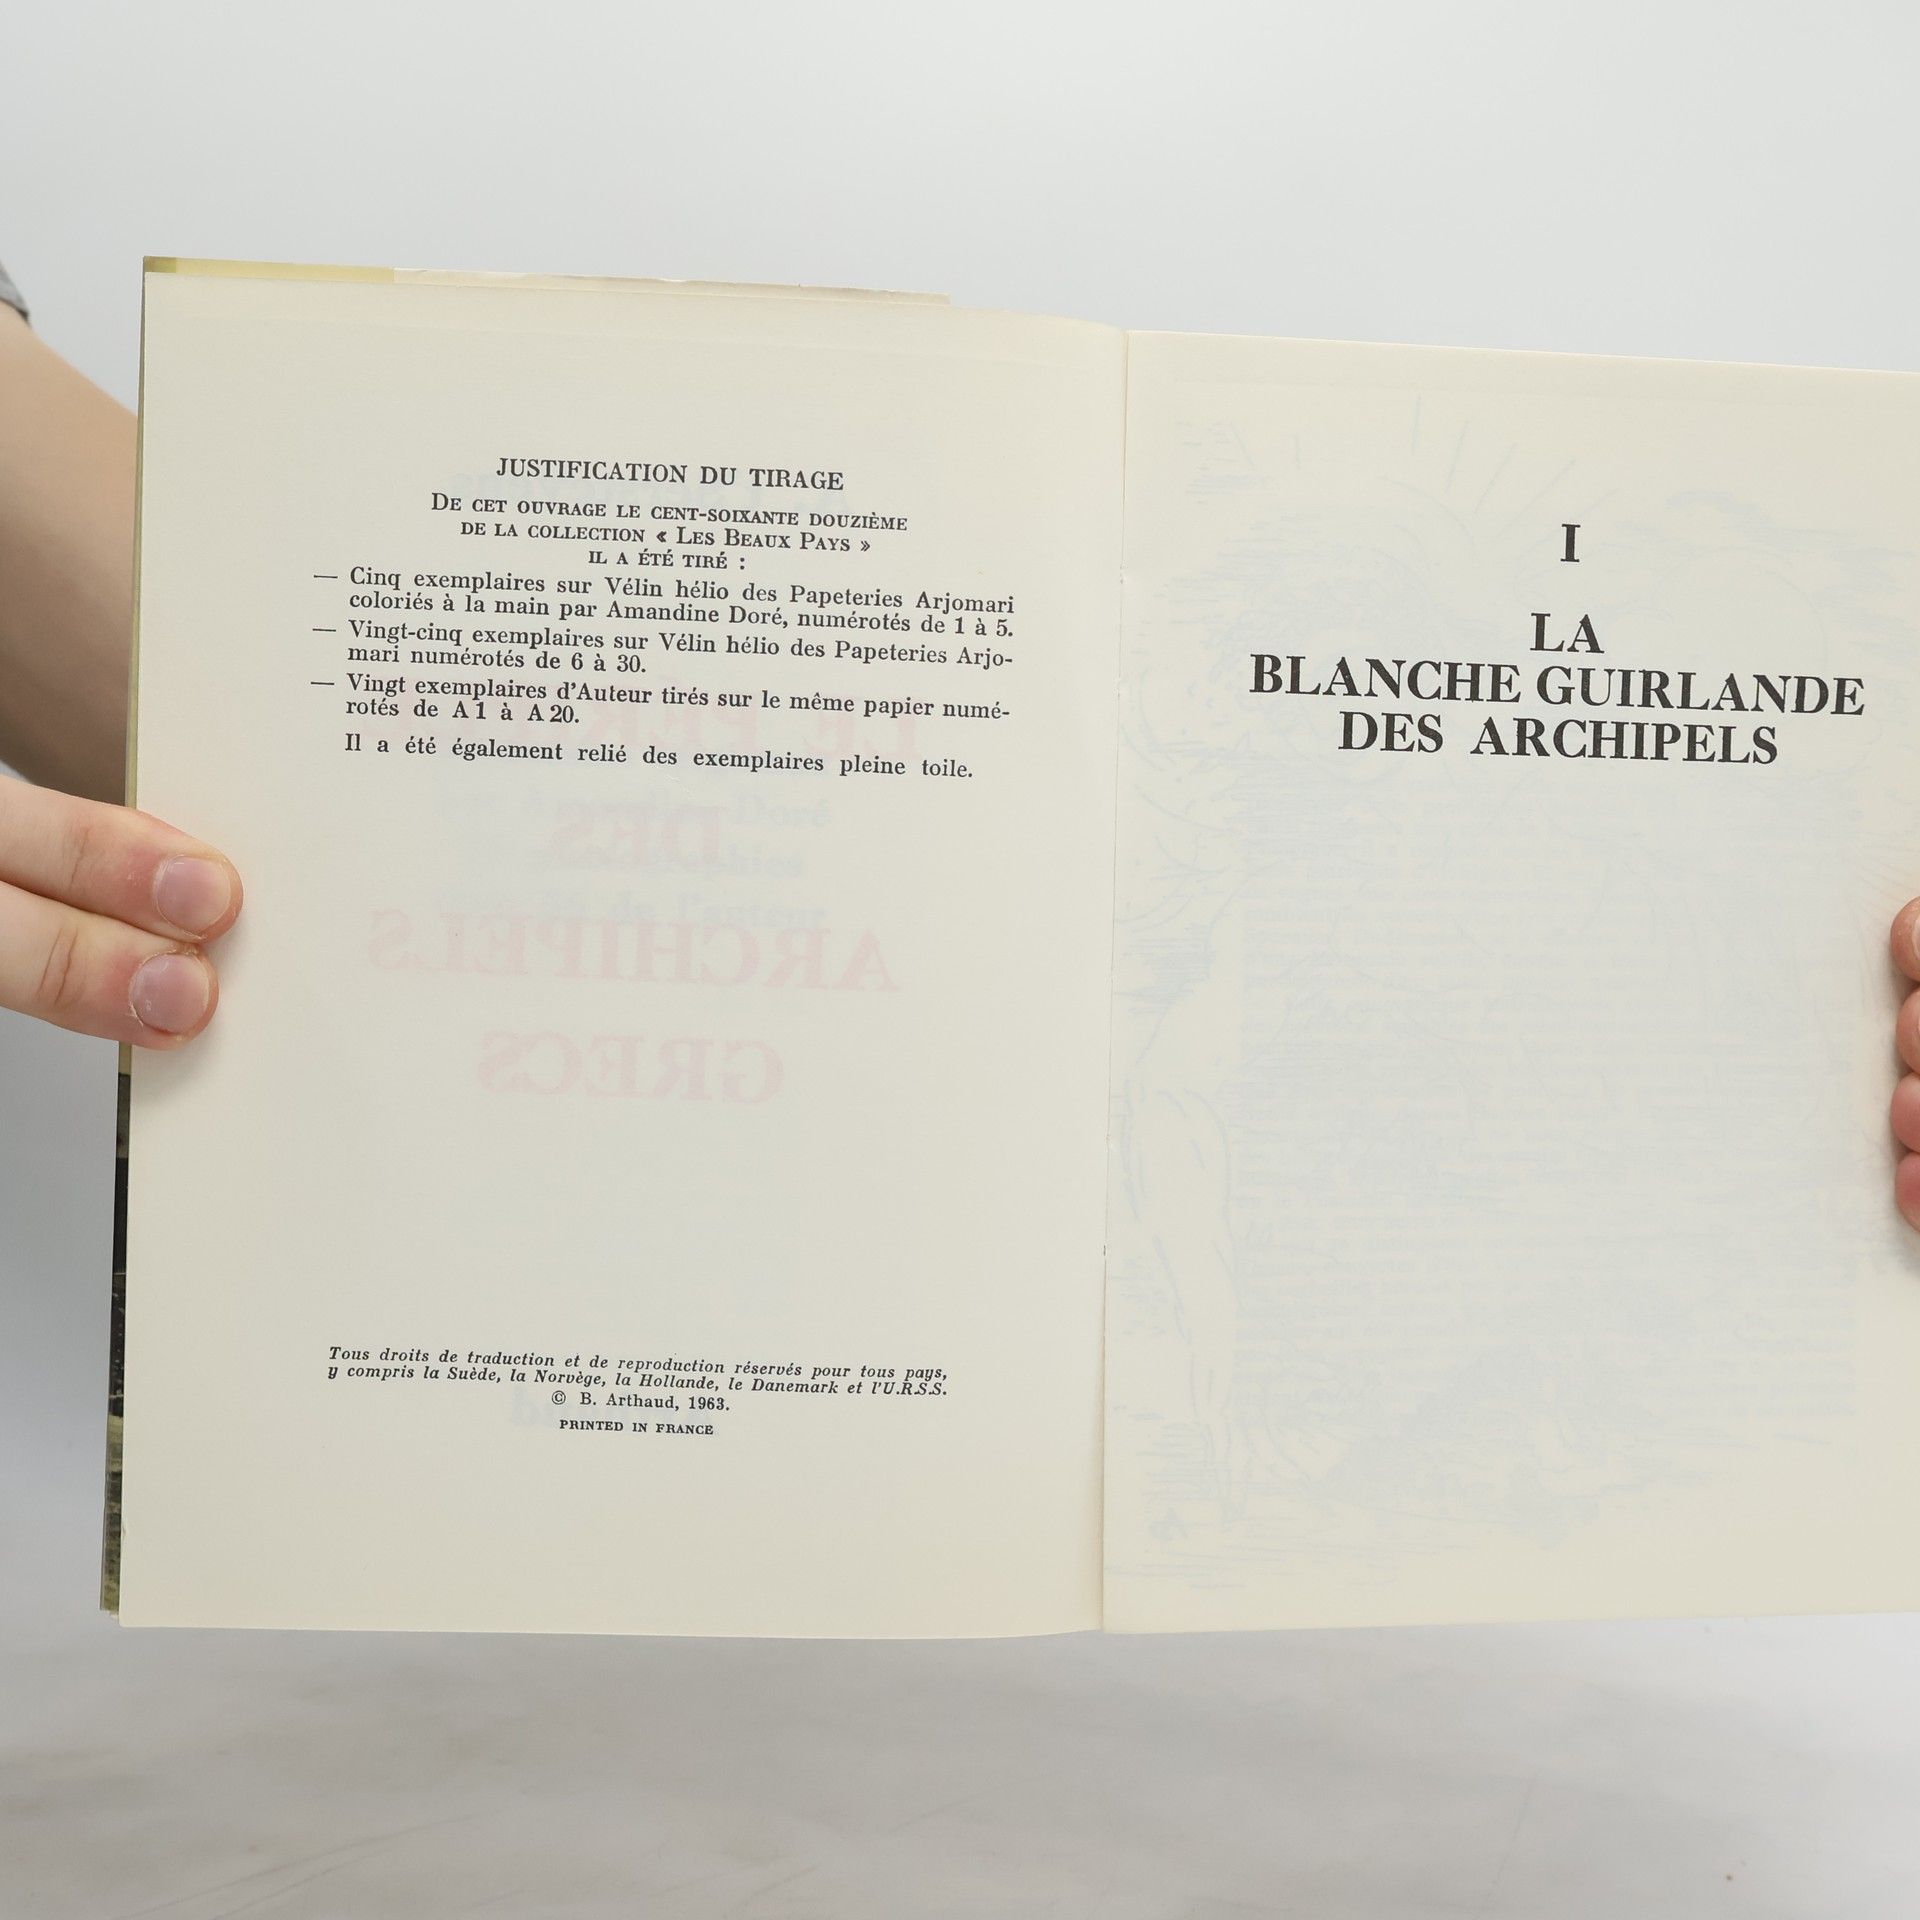 JUSTIFICATION DU TIRAGE
DE CET OUVRAGE LE CENT-SOIXANTE DOUZIÈME
DE LA COLLECTION « LES BEAUX PAYS »
IL A ÉTÉ TIRÉ :
— Cinq exemplaires sur Vélin hélio des Papeteries Arjomari
coloriés à la main par Amandine Doré, numérotés de 1 à 5.
— Vingt-cinq exemplaires sur Vélin hélio des Papeteries Arjo-
mari numérotés de 6 à 30.
— Vingt exemplaires d'Auteur tirés sur le même papier numé-
rotés de A 1 à A 20.
Il a été également relié des exemplaires pleine toile.
DES
ARCHIPELS
GRECS
Tous droits de traduction et de reproduction réservés pour tous pays,
y compris la Suède, la Norvège, la Hollande, le Danemark et l'U.R.S.S.
© B. Arthaud, 1963.
PRINTED IN FRANCE
I
LA
BLANCHE GUIRLANDE
DES ARCHIPELS